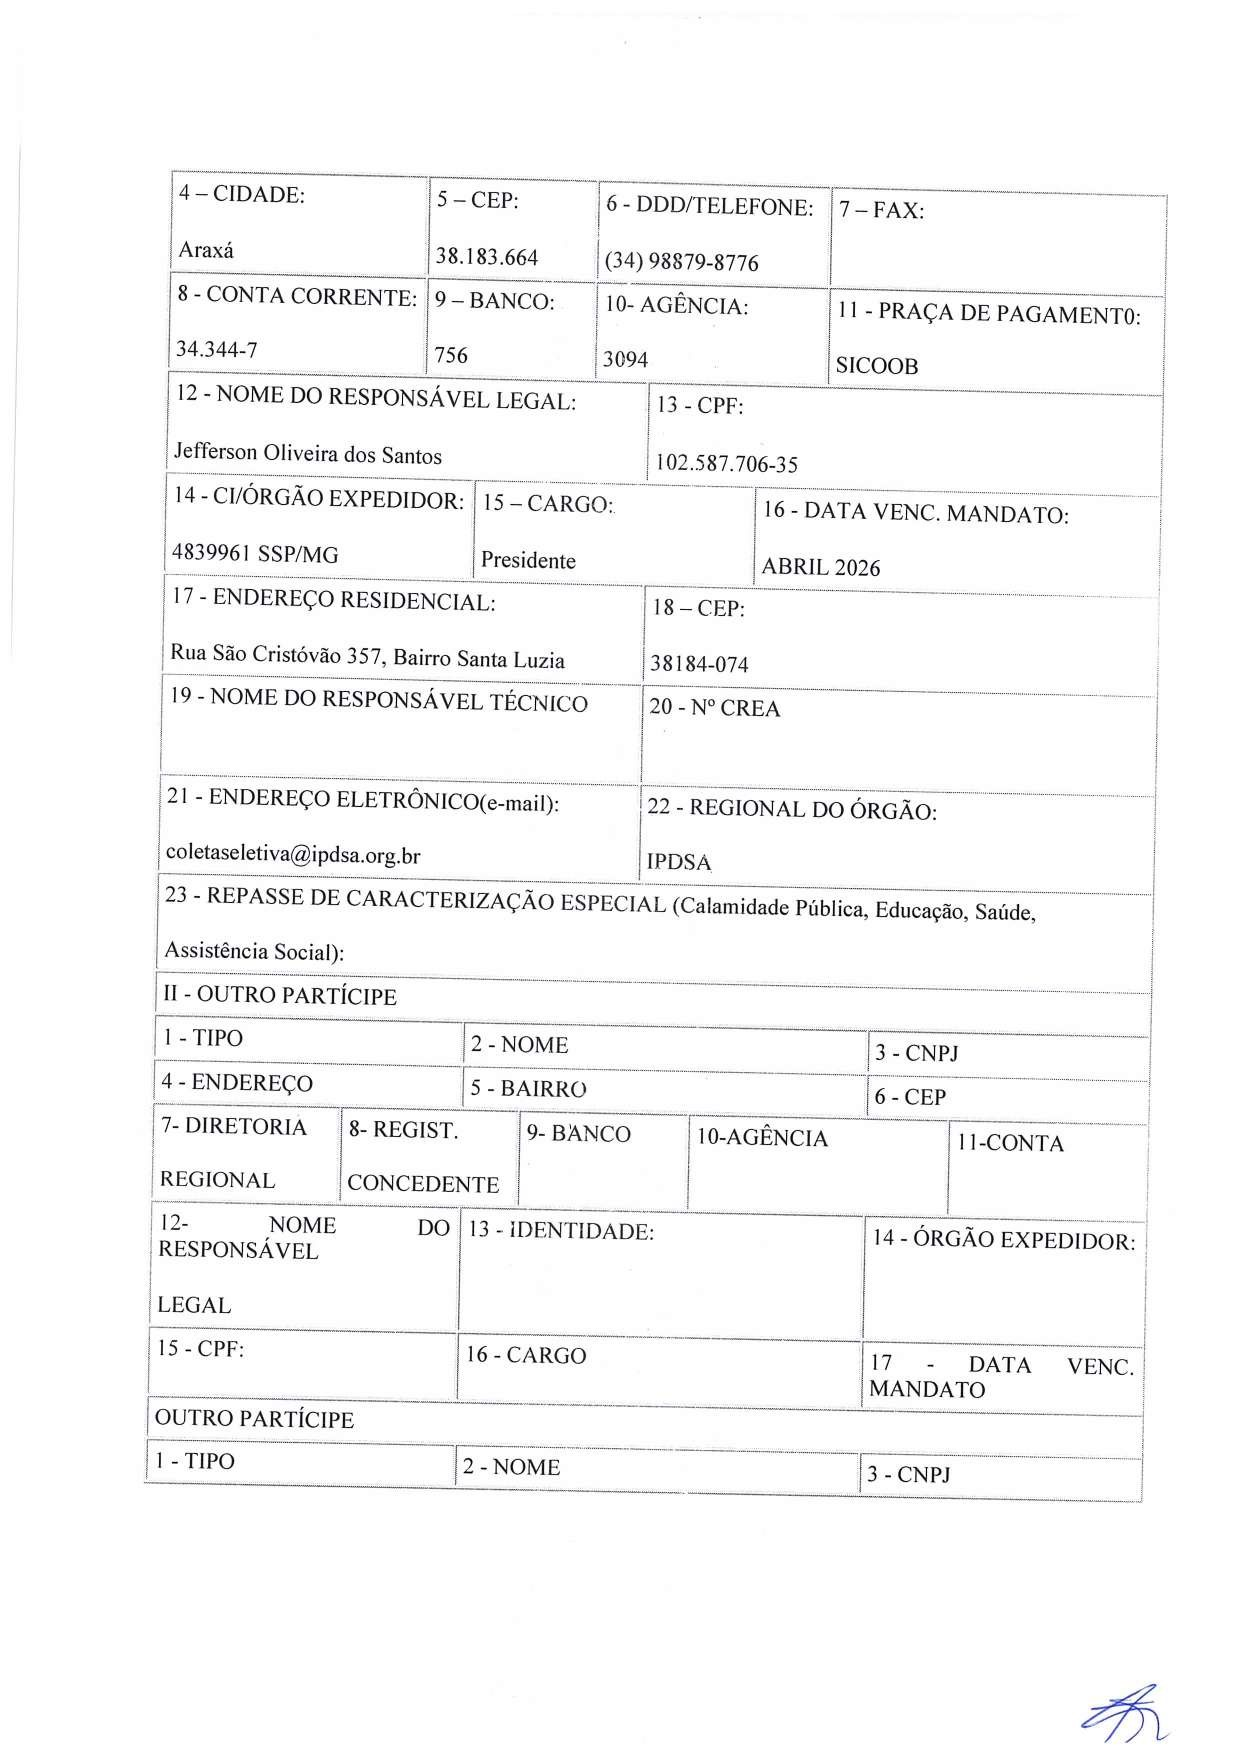 4 – CIDADE:
5 – CEP:
6 - DDD/TELEFONE:
7 – FAX:
Araxá
38.183.664
(34) 98879-8776
8 - CONTA CORRENTE:
9 – BANCO:
10- AGÊNCIA:
11 - PRAÇA DE PAGAMENT0:
34.344-7
756
3094
SICOOB
12 - NOME DO RESPONSÁVEL LEGAL:
13 - CPF:
Jefferson Oliveira dos Santos
102.587.706-35
14 - CI/ÓRGÃO EXPEDIDOR:
15 – CARGO:
16 - DATA VENC. MANDATO:
4839961 SSP/MG
Presidente
ABRIL 2026
17 - ENDEREÇO RESIDENCIAL:
18 – CEP:
Rua São Cristóvão 357, Bairro Santa Luzia
38184-074
19 - NOME DO RESPONSÁVEL TÉCNICO
20 - Nº CREA
21 - ENDEREÇO ELETRÔNICO(e-mail):
22 - REGIONAL DO ÓRGÃO:
coletaseletiva@ipdsa.org.br
IPDSA
23 - REPASSE DE CARACTERIZAÇÃO ESPECIAL (Calamidade Pública, Educação, Saúde,
Assistência Social):
II - OUTRO PARTÍCIPE
1 - TIPO
2 - NOME
3 - CNPJ
4 - ENDEREÇO
5 - BAIRRO
6 - CEP
7- DIRETORIA
REGIONAL
8- REGIST.
CONCEDENTE
9- BANCO
10-AGÊNCIA
11-CONTA
12- NOME DO
RESPONSÁVEL
LEGAL
13 - IDENTIDADE:
14 - ÓRGÃO EXPEDIDOR:
15 - CPF:
16 - CARGO
17 - DATA VENC.
MANDATO
OUTRO PARTÍCIPE
1 - TIPO
2 - NOME
3 - CNPJ